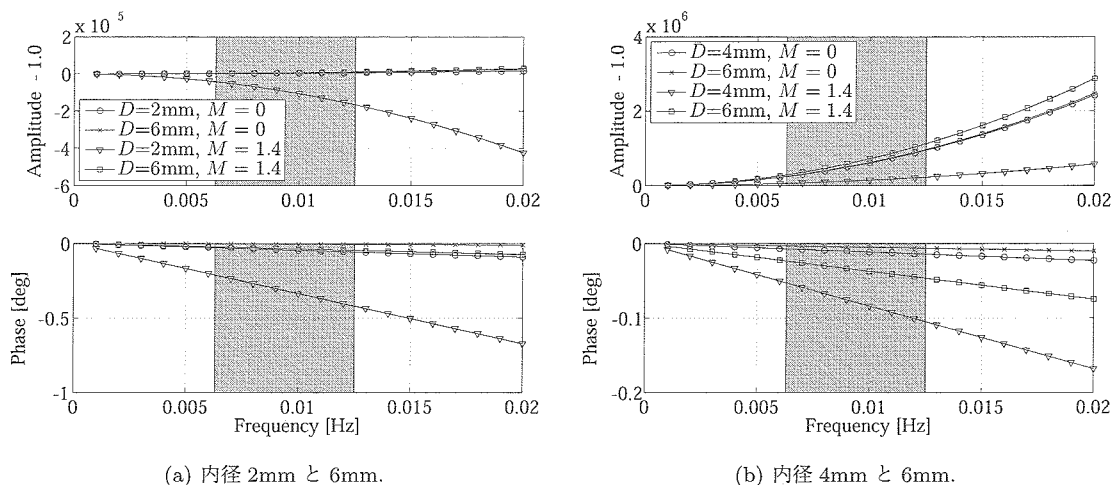 x 10^5
2
0
-2
-4
-6
Amplitude - 1.0
D=2mm, M = 0
D=6mm, M = 0
D=2mm, M = 1.4
D=6mm, M = 1.4
0 0.005 0.01 0.015 0.02
0
-0.5
-1
Phase [deg]
0 0.005 0.01 0.015 0.02
Frequency [Hz]
(a) 内径 2mm と 6mm.
x 10^6
4
2
0
Amplitude - 1.0
D=4mm, M = 0
D=6mm, M = 0
D=4mm, M = 1.4
D=6mm, M = 1.4
0 0.005 0.01 0.015 0.02
0
-0.1
-0.2
Phase [deg]
0 0.005 0.01 0.015 0.02
Frequency [Hz]
(b) 内径 4mm と 6mm.